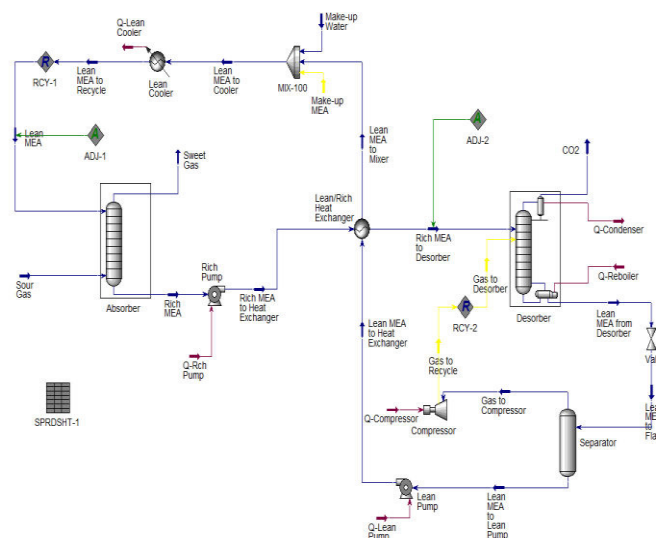 Q-Lean
Cooler
Make-up
Water
R
RCY-1
Lean
MEA to
Recycle
Lean
Cooler
Lean
MEA to
Cooler
MIX-100
Make-up
MEA
Lean
MEA
A
ADJ-1
Sweet
Gas
Lean
MEA
to
Mixer
A
ADJ-2
CO2
Lean/Rich
Heat
Exchanger
Rich MEA
to
Desorber
Q-Condenser
Gas to
Desorber
Q-Reboiler
Sour
Gas
Absorber
Rich
MEA
Rich
Pump
Rich MEA
to Heat
Exchanger
Q-Rch
Pump
Lean MEA
to Heat
Exchanger
R
RCY-2
Desorber
Lean
MEA from
Desorber
Gas to
Recycle
Gas to
Compressor
Q-Compressor
Compressor
Separator
Lean
Pump
Lean
MEA to
Lean Pump
Q-Lean
Pump
SPRDSHT-1